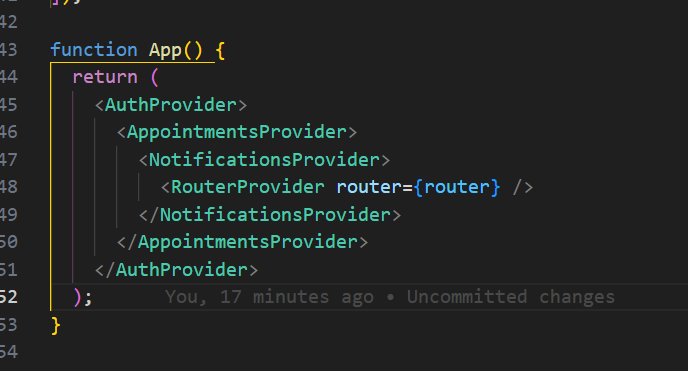 42
43 function App() {
44 return (
45 <AuthProvider>
46 <AppointmentsProvider>
47 <NotificationsProvider>
48 <RouterProvider router={router} />
49 </NotificationsProvider>
50 </AppointmentsProvider>
51 </AuthProvider>
52 ); You, 17 minutes ago • Uncommitted changes
53 }
54